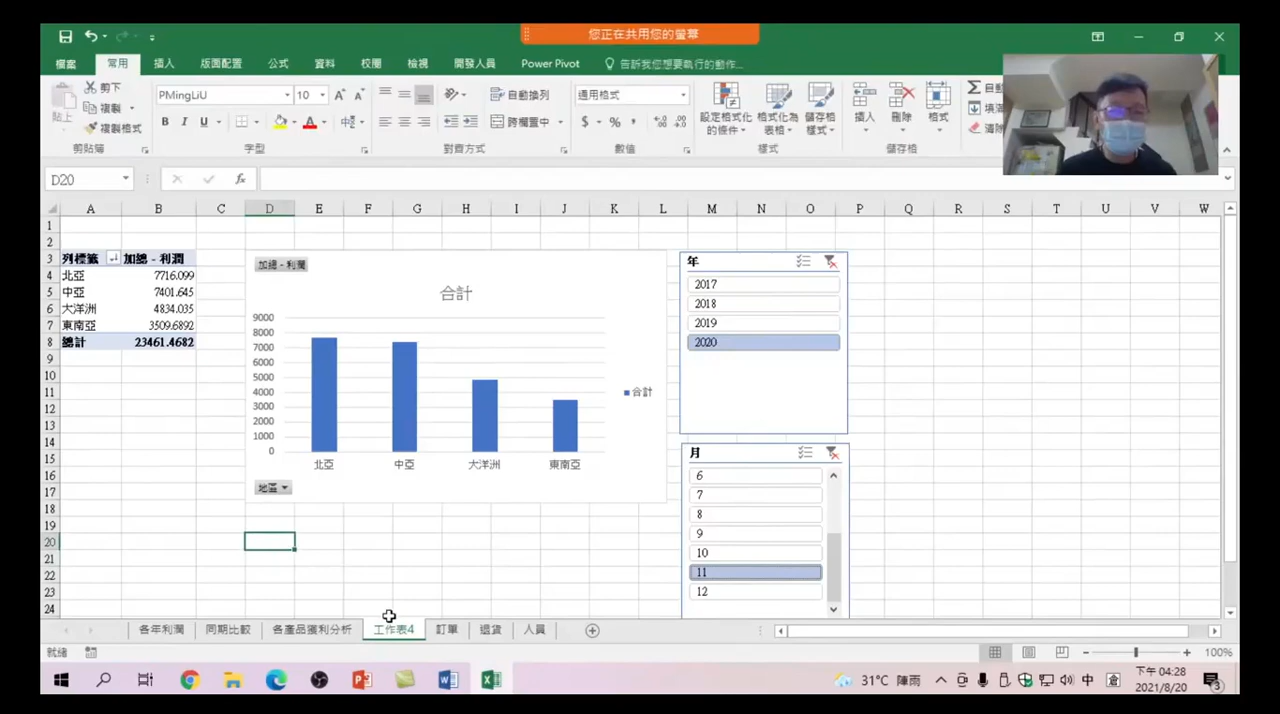 您正在共用您的螢幕
檔案 常用 插入 版面配置 公式 資料 校閱 檢視 開發人員 Power Pivot 告訴我您想要執行的動作...
剪下 PMingLiU 10 自動換列 通用格式 自動
複製 B I U 跨欄置中 $ % 設定格式化的條件 格式化為表格 儲存格樣式 插入 刪除 格式
貼上 複製格式
剪貼簿 字型 對齊方式 數值 樣式 儲存格
D20 fx
A B C D E F G H I J K L M N O P Q R S T U V W
1
2
3 列標籤 加總 - 利潤
4 北亞 7716.099
5 中亞 7401.645
6 大洋洲 4834.035
7 東南亞 3509.6892
8 總計 23461.4682
9
10
11
12
13
14
15
16
17
18
19
20
21
22
23
24
加總 - 利潤
合計
9000
8000
7000
6000
5000
4000
3000
2000
1000
0
北亞 中亞 大洋洲 東南亞
合計
地區
年
2017
2018
2019
2020
月
6
7
8
9
10
11
12
各年利潤 同期比較 各產品獲利分析 工作表4 訂單 退貨 人員
就緒 100%
31°C 陣雨 中 下午 04:28
2021/8/20
3